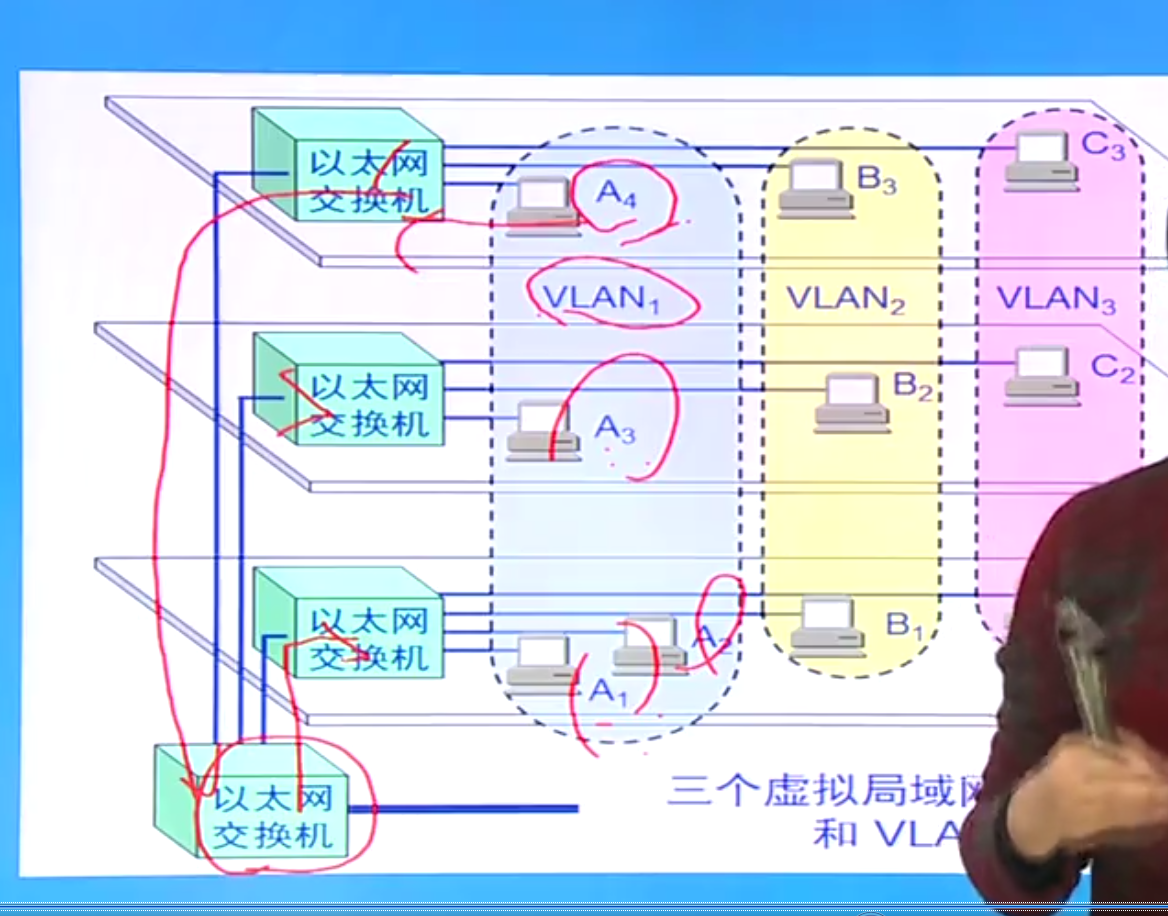 以太网
交换机
A4
B3
C3
VLAN1
VLAN2
VLAN3
以太网
交换机
A3
B2
C2
以太网
交换机
A1
A2
B1
以太网
交换机
三个虚拟局域网
和 VLA